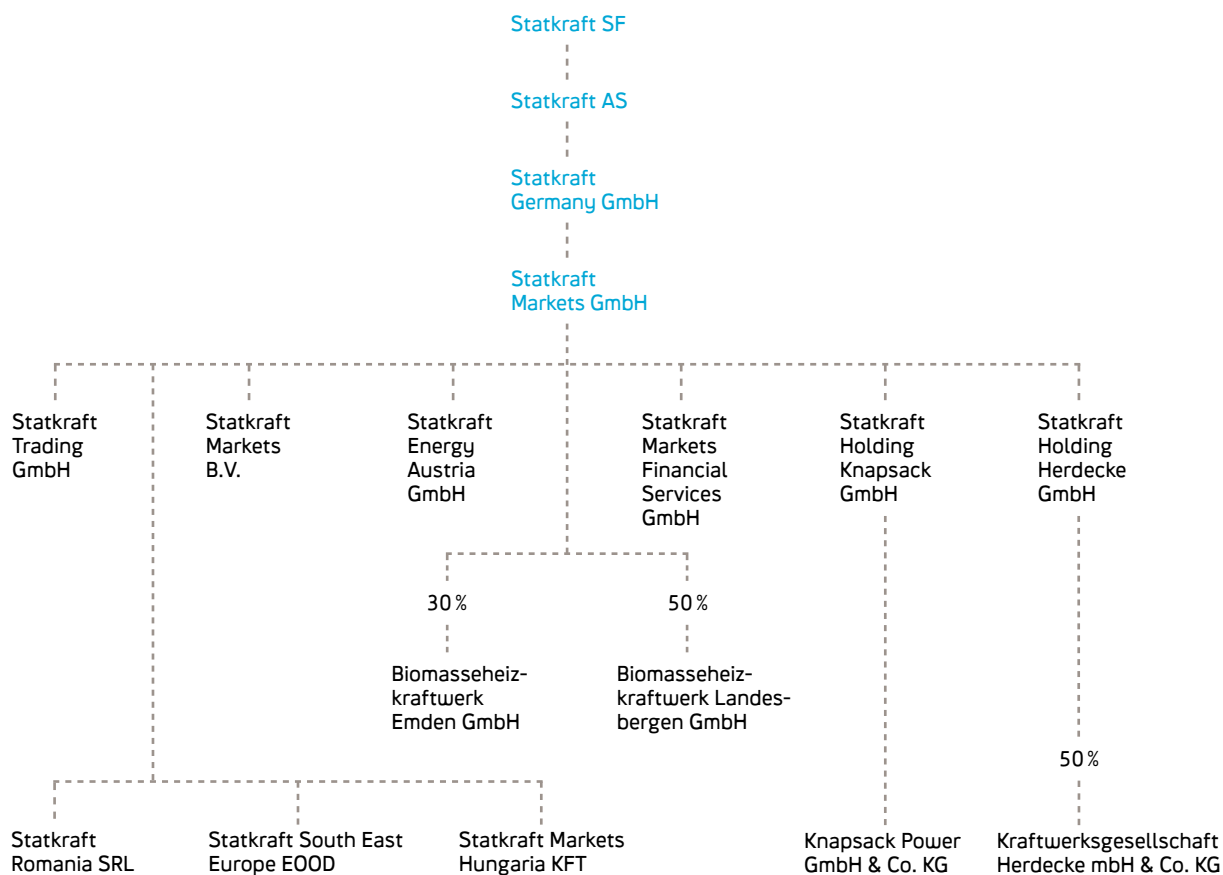 Statkraft SF
Statkraft AS
Statkraft
Germany GmbH
Statkraft
Markets GmbH
Statkraft
Trading
GmbH
Statkraft
Markets
B.V.
Statkraft
Energy
Austria
GmbH
Statkraft
Markets
Financial
Services
GmbH
Statkraft
Holding
Knapsack
GmbH
Statkraft
Holding
Herdecke
GmbH
30 %
50 %
Biomasseheiz-
kraftwerk
Emden GmbH
Biomasseheiz-
kraftwerk Landes-
bergen GmbH
50 %
Statkraft
Romania SRL
Statkraft South East
Europe EOOD
Statkraft Markets
Hungaria KFT
Knapsack Power
GmbH & Co. KG
Kraftwerksgesellschaft
Herdecke mbH & Co. KG